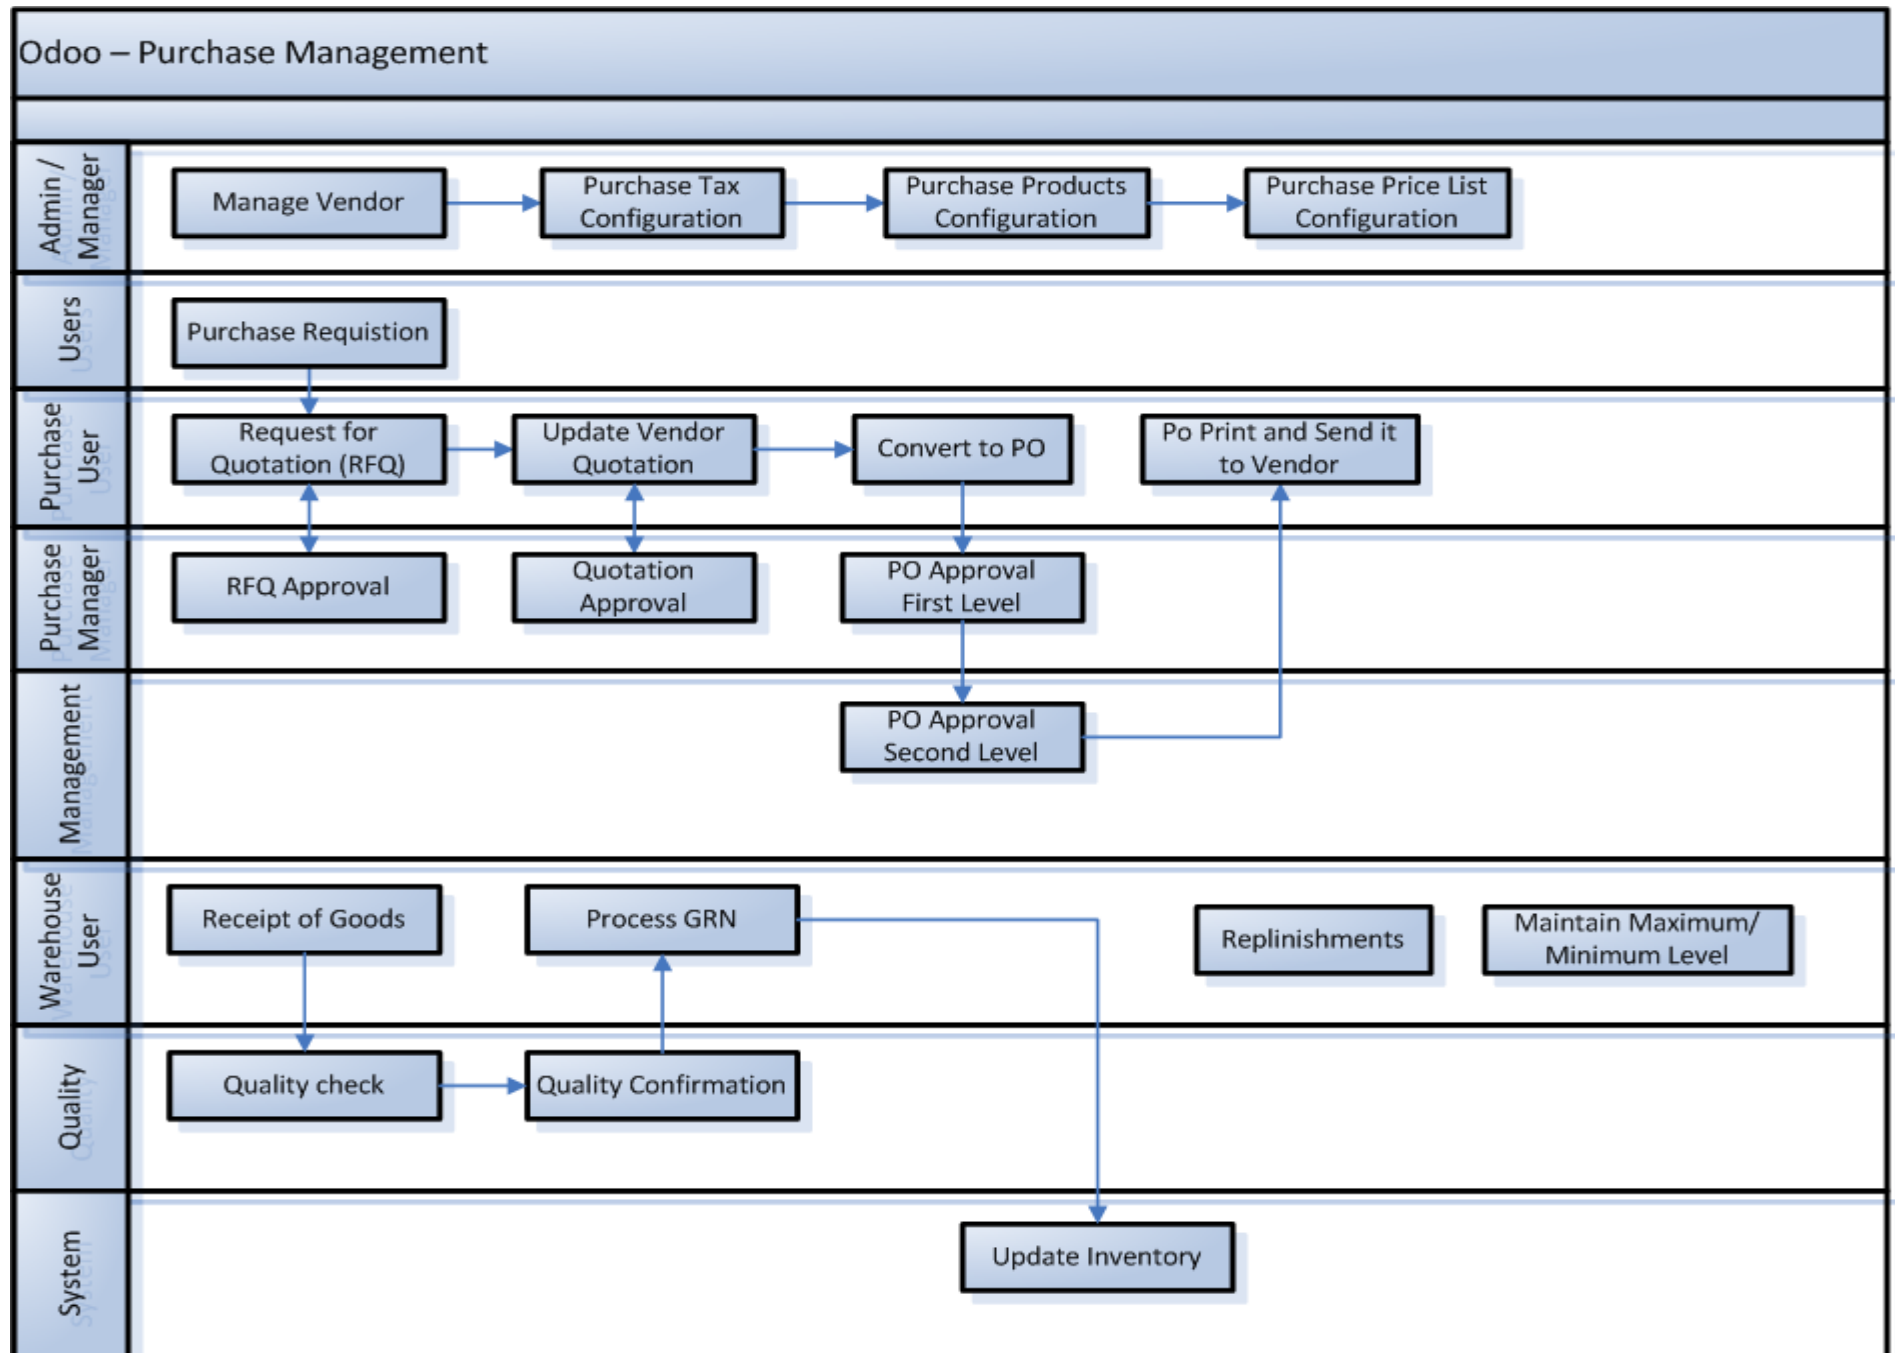 Odoo – Purchase Management
Admin /
Manager
Manage Vendor
Purchase Tax
Configuration
Purchase Products
Configuration
Purchase Price List
Configuration
Users
Purchase Requistion
Purchase
User
Request for
Quotation (RFQ)
Update Vendor
Quotation
Convert to PO
Po Print and Send it
to Vendor
Purchase
Manager
RFQ Approval
Quotation
Approval
PO Approval
First Level
Management
PO Approval
Second Level
Warehouse
User
Receipt of Goods
Process GRN
Replinishments
Maintain Maximum/
Minimum Level
Quality
Quality check
Quality Confirmation
System
Update Inventory